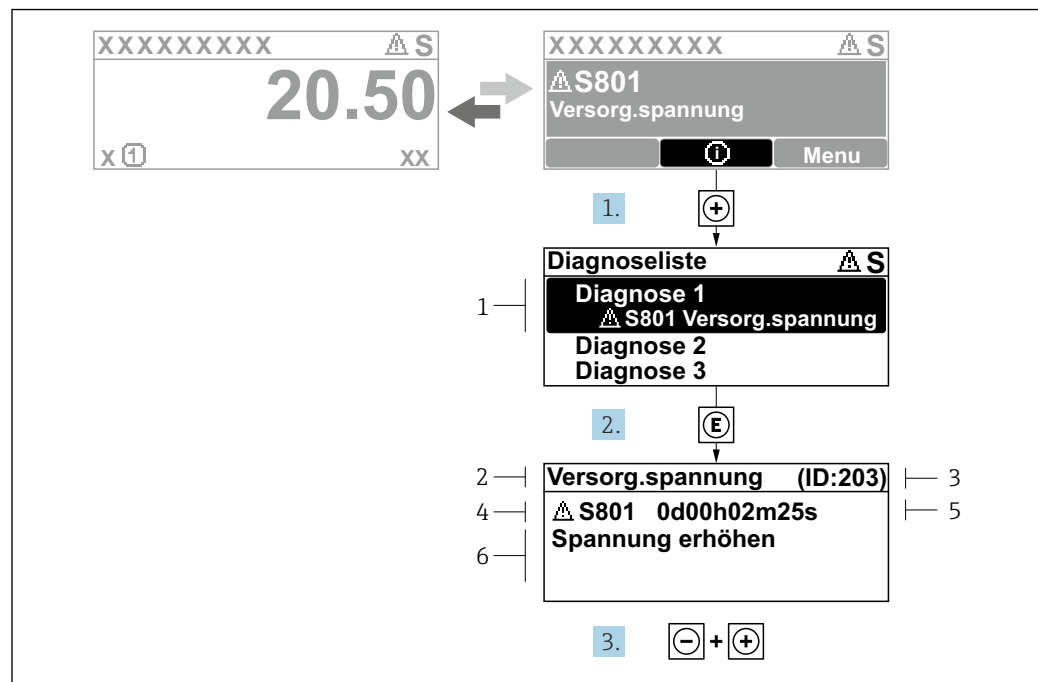 XXXXXXXXX ⚠ S
20.50
x ① xx
XXXXXXXXX ⚠ S
⚠ S801
Versorg.spannung
ⓘ Menu
1. +
Diagnoseliste ⚠ S
1
Diagnose 1
⚠ S801 Versorg.spannung
Diagnose 2
Diagnose 3
2. E
2 Versorg.spannung (ID:203) 3
4 ⚠ S801 0d00h02m25s 5
6 Spannung erhöhen
3. − + +